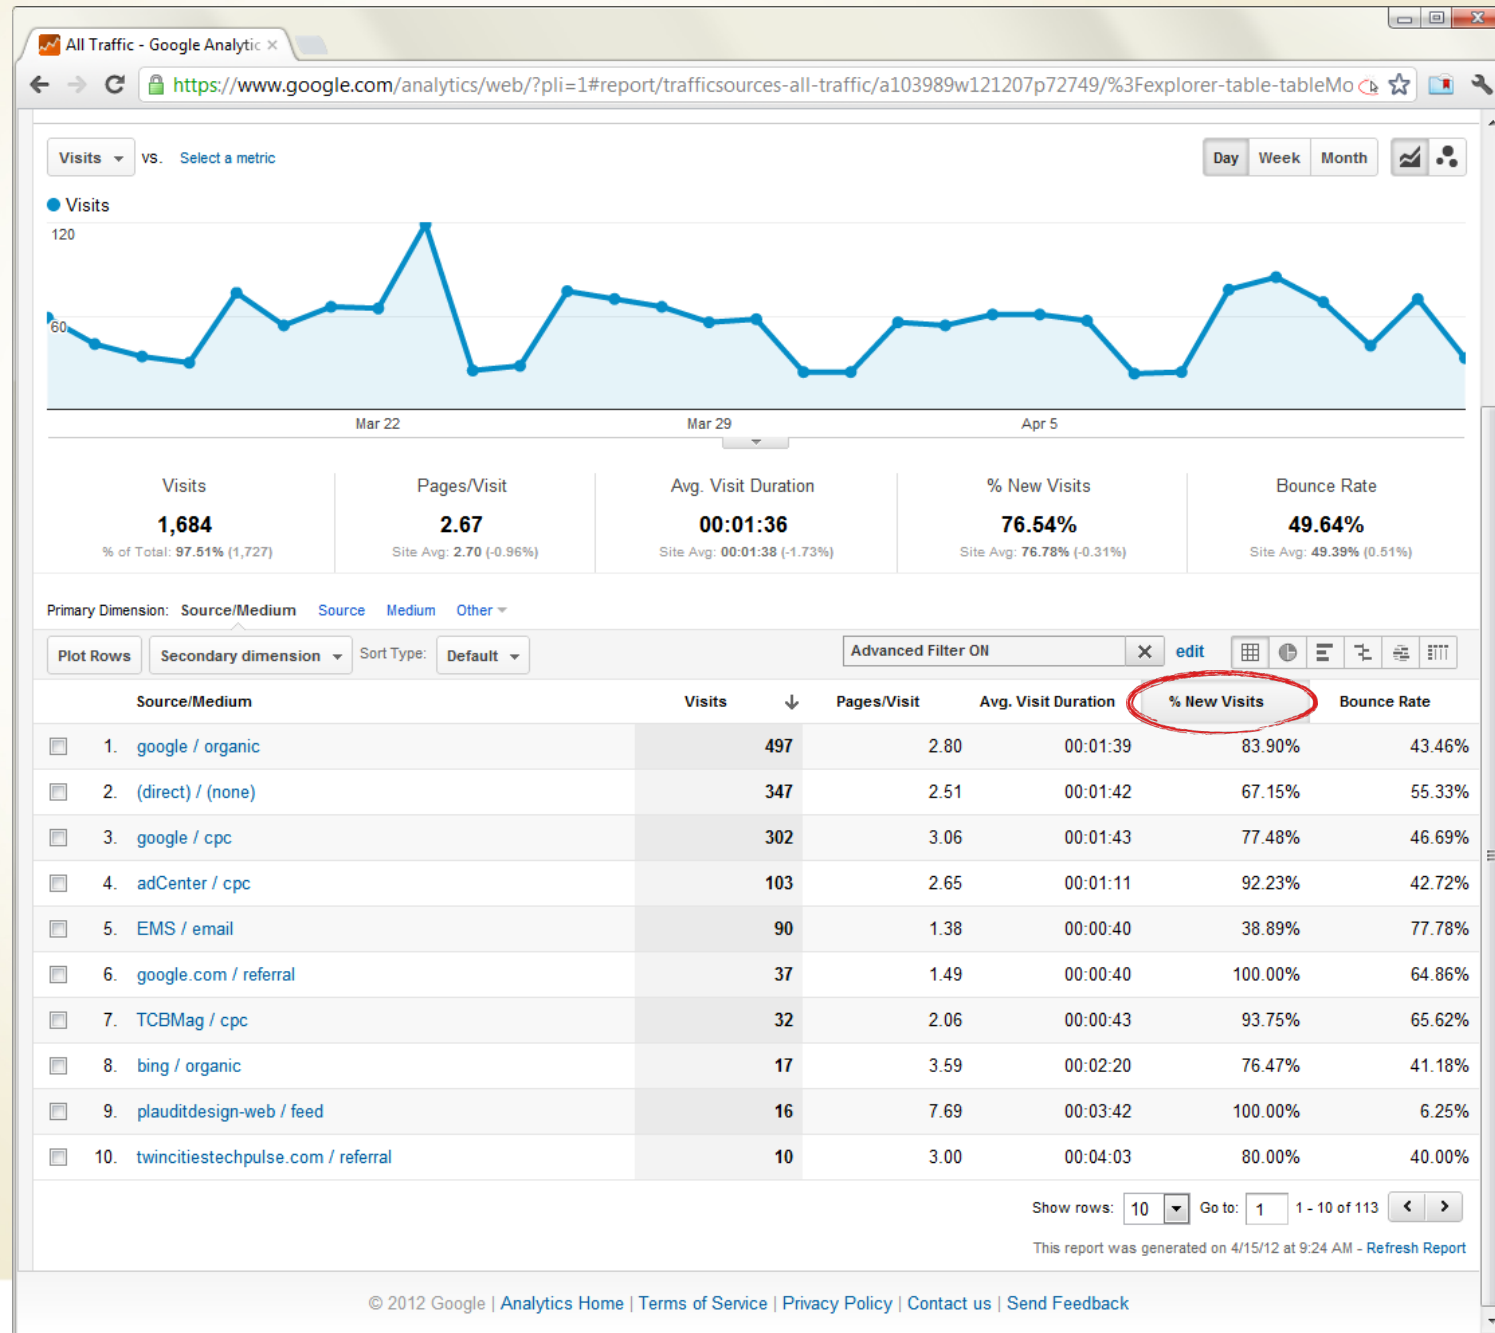 All Traffic - Google Analytic
https://www.google.com/analytics/web/?pli=1#report/trafficsources-all-traffic/a103989w121207p72749/%3Fexplorer-table-tableMo
Visits VS. Select a metric Day Week Month
Visits
120
60
Mar 22 Mar 29 Apr 5
Visits Pages/Visit Avg. Visit Duration % New Visits Bounce Rate
1,684 2.67 00:01:36 76.54% 49.64%
% of Total: 97.51% (1,727) Site Avg: 2.70 (-0.96%) Site Avg: 00:01:38 (-1.73%) Site Avg: 76.78% (-0.31%) Site Avg: 49.39% (0.51%)
Primary Dimension: Source/Medium Source Medium Other
Plot Rows Secondary dimension Sort Type: Default Advanced Filter ON edit
Source/Medium Visits Pages/Visit Avg. Visit Duration % New Visits Bounce Rate
1. google / organic 497 2.80 00:01:39 83.90% 43.46%
2. (direct) / (none) 347 2.51 00:01:42 67.15% 55.33%
3. google / cpc 302 3.06 00:01:43 77.48% 46.69%
4. adCenter / cpc 103 2.65 00:01:11 92.23% 42.72%
5. EMS / email 90 1.38 00:00:40 38.89% 77.78%
6. google.com / referral 37 1.49 00:00:40 100.00% 64.86%
7. TCBMag / cpc 32 2.06 00:00:43 93.75% 65.62%
8. bing / organic 17 3.59 00:02:20 76.47% 41.18%
9. plauditdesign-web / feed 16 7.69 00:03:42 100.00% 6.25%
10. twincitiestechpulse.com / referral 10 3.00 00:04:03 80.00% 40.00%
Show rows: 10 Go to: 1 1 - 10 of 113
This report was generated on 4/15/12 at 9:24 AM - Refresh Report
© 2012 Google | Analytics Home | Terms of Service | Privacy Policy | Contact us | Send Feedback